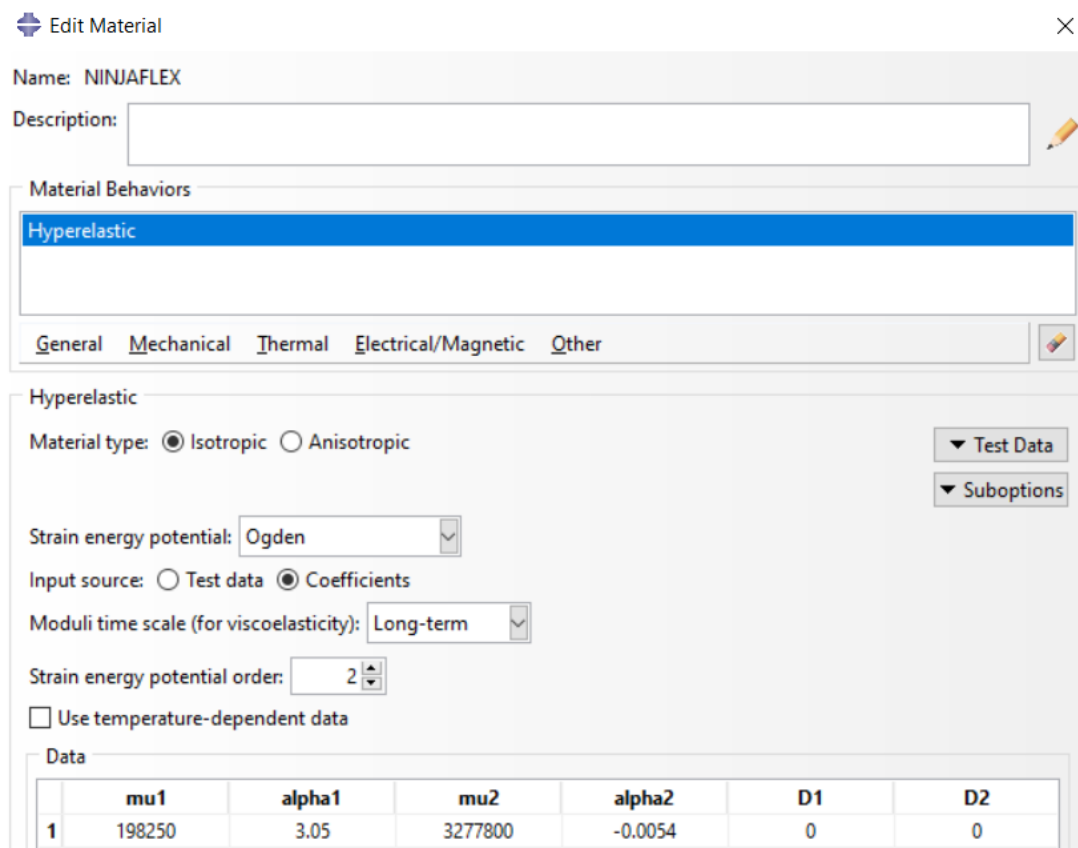 Edit Material
Name: NINJAFLEX
Description:
Material Behaviors
Hyperelastic
General Mechanical Thermal Electrical/Magnetic Other
Hyperelastic
Material type: Isotropic Anisotropic
Test Data
Suboptions
Strain energy potential: Ogden
Input source: Test data Coefficients
Moduli time scale (for viscoelasticity): Long-term
Strain energy potential order: 2
Use temperature-dependent data
Data
mu1 alpha1 mu2 alpha2 D1 D2
1 198250 3.05 3277800 -0.0054 0 0